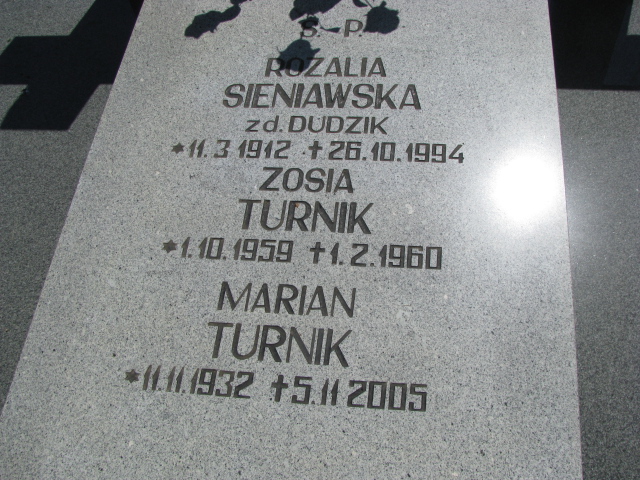 S. P.
ROZALIA
SIENIAWSKA
zd. DUDZIK
*11.3 1912 +26.10.1994
ZOSIA
TURNIK
*1.10.1959 +1.2.1960
MARIAN
TURNIK
*11.11.1932 +5.11 2005